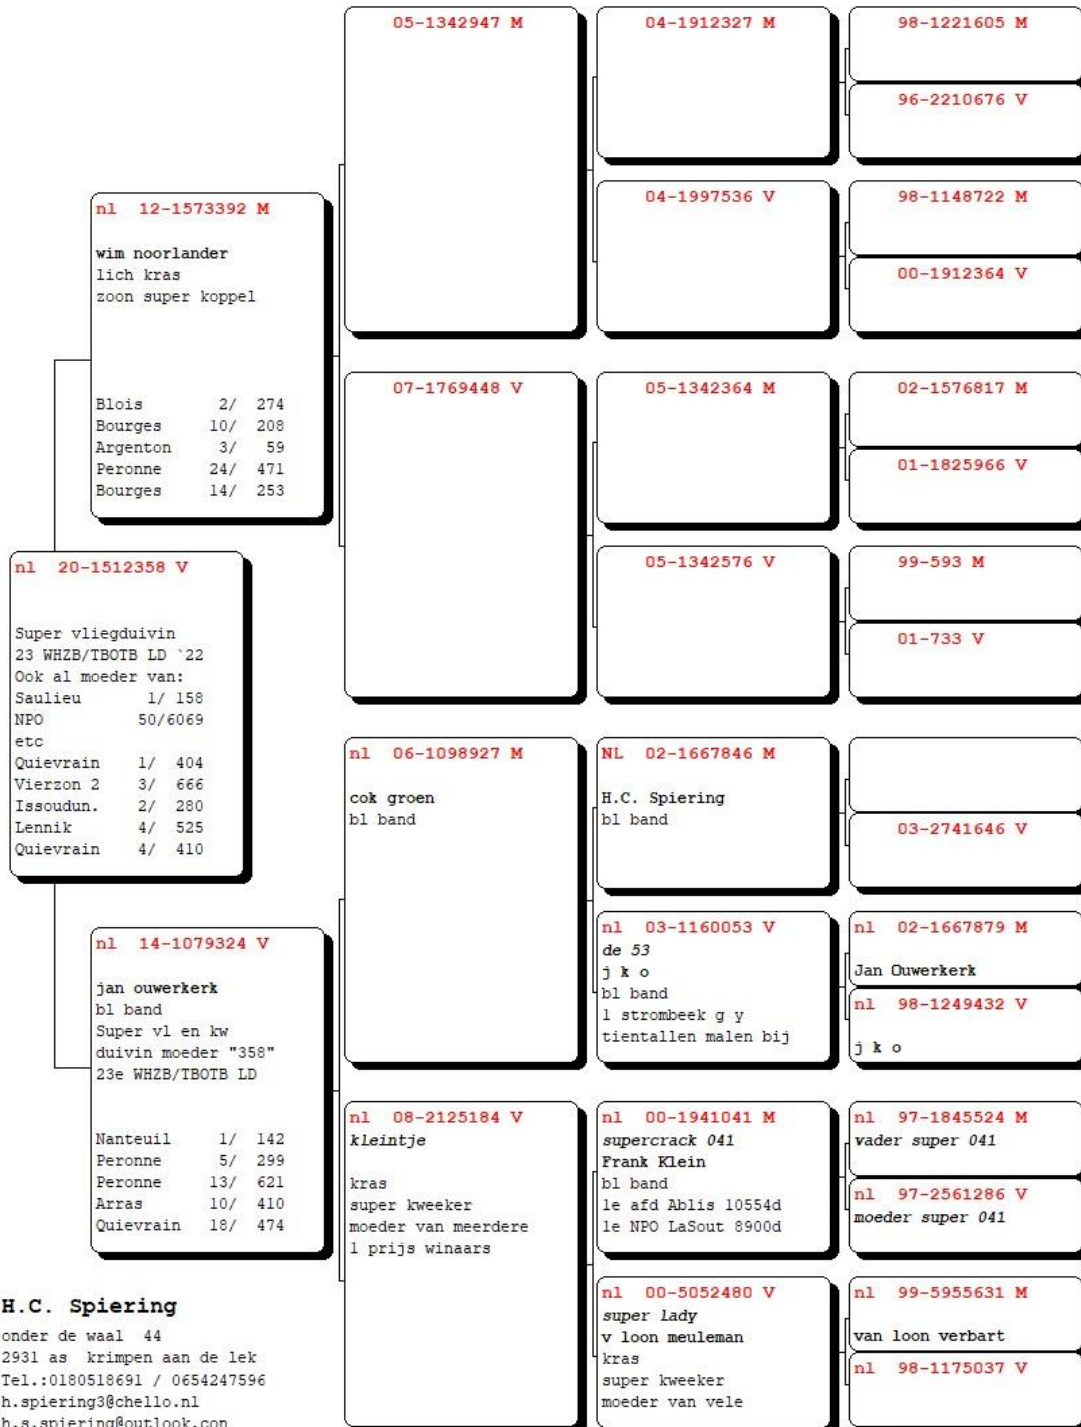 nl 20-1512358 V
Super vliegduivin
23 WHZB/TBOTB LD `22
Ook al moeder van:
Saulieu 1/ 158
NPO 50/6069
etc
Quievrain 1/ 404
Vierzon 2 3/ 666
Issoudun. 2/ 280
Lennik 4/ 525
Quievrain 4/ 410
nl 12-1573392 M
wim noorlander
lich kras
zoon super koppel
Blois 2/ 274
Bourges 10/ 208
Argenton 3/ 59
Peronne 24/ 471
Bourges 14/ 253
nl 14-1079324 V
jan ouwerkerk
bl band
Super vl en kw
duivin moeder "358"
23e WHZB/TBOTB LD
Nanteuil 1/ 142
Peronne 5/ 299
Peronne 13/ 621
Arras 10/ 410
Quievrain 18/ 474
05-1342947 M
07-1769448 V
nl 06-1098927 M
cok groen
bl band
nl 08-2125184 V
kleintje
kras
super kweeker
moeder van meerdere
1 prijs winaars
04-1912327 M
04-1997536 V
05-1342364 M
05-1342576 V
NL 02-1667846 M
H.C. Spiering
bl band
nl 03-1160053 V
de 53
j k o
bl band
1 strombeek g y
tientallen malen bij
nl 00-1941041 M
supercrack 041
Frank Klein
bl band
1e afd Ablis 10554d
1e NPO LaSout 8900d
nl 00-5052480 V
super Lady
v loon meuleman
kras
super kweeker
moeder van vele
98-1221605 M
96-2210676 V
98-1148722 M
00-1912364 V
02-1576817 M
01-1825966 V
99-593 M
01-733 V
03-2741646 V
nl 02-1667879 M
Jan Ouwerkerk
nl 98-1249432 V
j k o
nl 97-1845524 M
vader super 041
nl 97-2561286 V
moeder super 041
nl 99-5955631 M
van loon verbart
nl 98-1175037 V
H.C. Spiering
onder de waal 44
2931 as krimpen aan de lek
Tel.:0180518691 / 0654247596
h.spiering3@chello.nl
h.s.spiering@outlook.con